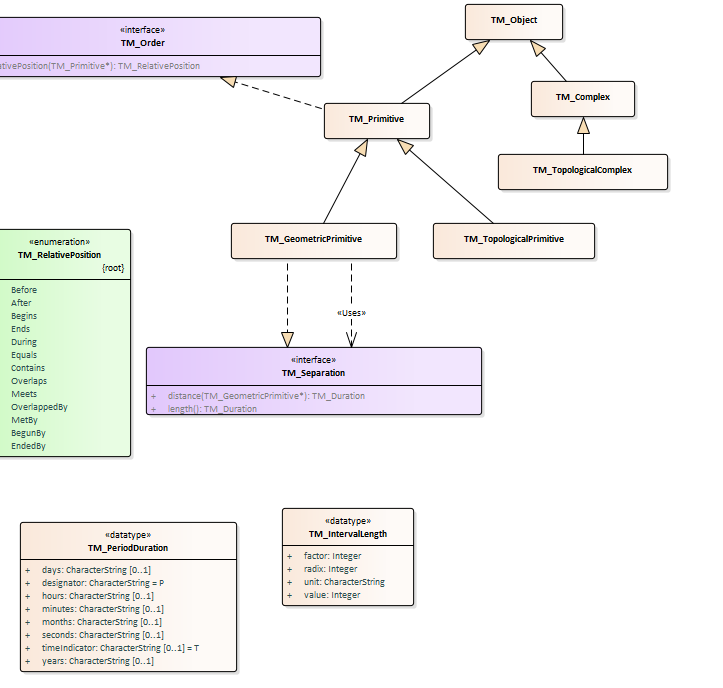 «interface»
TM_Order
ativePosition(TM_Primitive*): TM_RelativePosition
TM_Object
TM_Complex
TM_Primitive
TM_TopologicalComplex
TM_GeometricPrimitive
TM_TopologicalPrimitive
«enumeration»
TM_RelativePosition
{root}
Before
After
Begins
Ends
During
Equals
Contains
Overlaps
Meets
OverlappedBy
MetBy
BegunBy
EndedBy
«Uses»
«interface»
TM_Separation
+ distance(TM_GeometricPrimitive*): TM_Duration
+ length(): TM_Duration
«datatype»
TM_PeriodDuration
+ days: CharacterString [0..1]
+ designator: CharacterString = P
+ hours: CharacterString [0..1]
+ minutes: CharacterString [0..1]
+ months: CharacterString [0..1]
+ seconds: CharacterString [0..1]
+ timeIndicator: CharacterString [0..1] = T
+ years: CharacterString [0..1]
«datatype»
TM_IntervalLength
+ factor: Integer
+ radix: Integer
+ unit: CharacterString
+ value: Integer